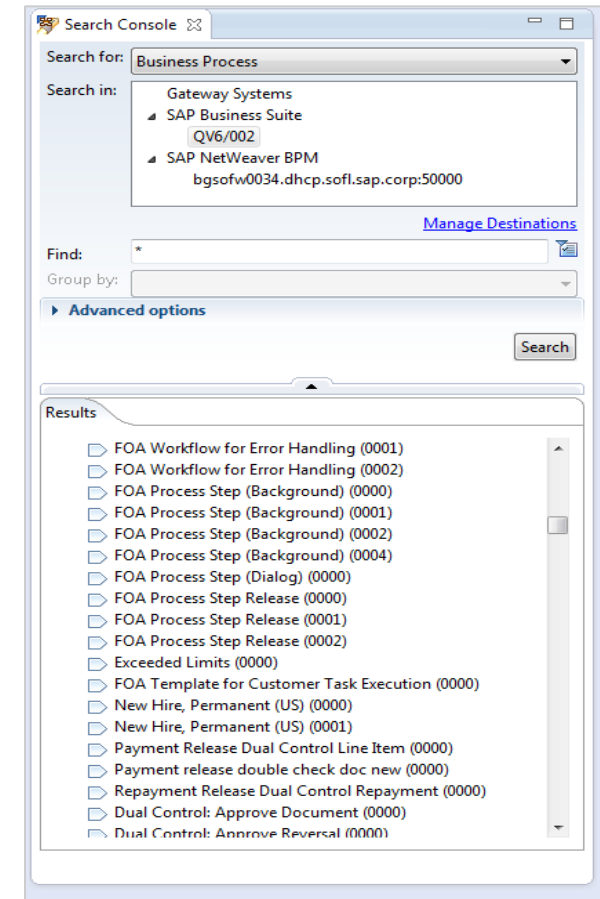 Search Console
Search for: Business Process
Search in: Gateway Systems
SAP Business Suite
QV6/002
SAP NetWeaver BPM
bgsofw0034.dhcp.sofl.sap.corp:50000
Manage Destinations
Find: *
Group by:
Advanced options
Search
Results
FOA Workflow for Error Handling (0001)
FOA Workflow for Error Handling (0002)
FOA Process Step (Background) (0000)
FOA Process Step (Background) (0001)
FOA Process Step (Background) (0002)
FOA Process Step (Background) (0004)
FOA Process Step (Dialog) (0000)
FOA Process Step Release (0000)
FOA Process Step Release (0001)
FOA Process Step Release (0002)
Exceeded Limits (0000)
FOA Template for Customer Task Execution (0000)
New Hire, Permanent (US) (0000)
New Hire, Permanent (US) (0001)
Payment Release Dual Control Line Item (0000)
Payment release double check doc new (0000)
Repayment Release Dual Control Repayment (0000)
Dual Control: Approve Document (0000)
Dual Control: Approve Reversal (0000)